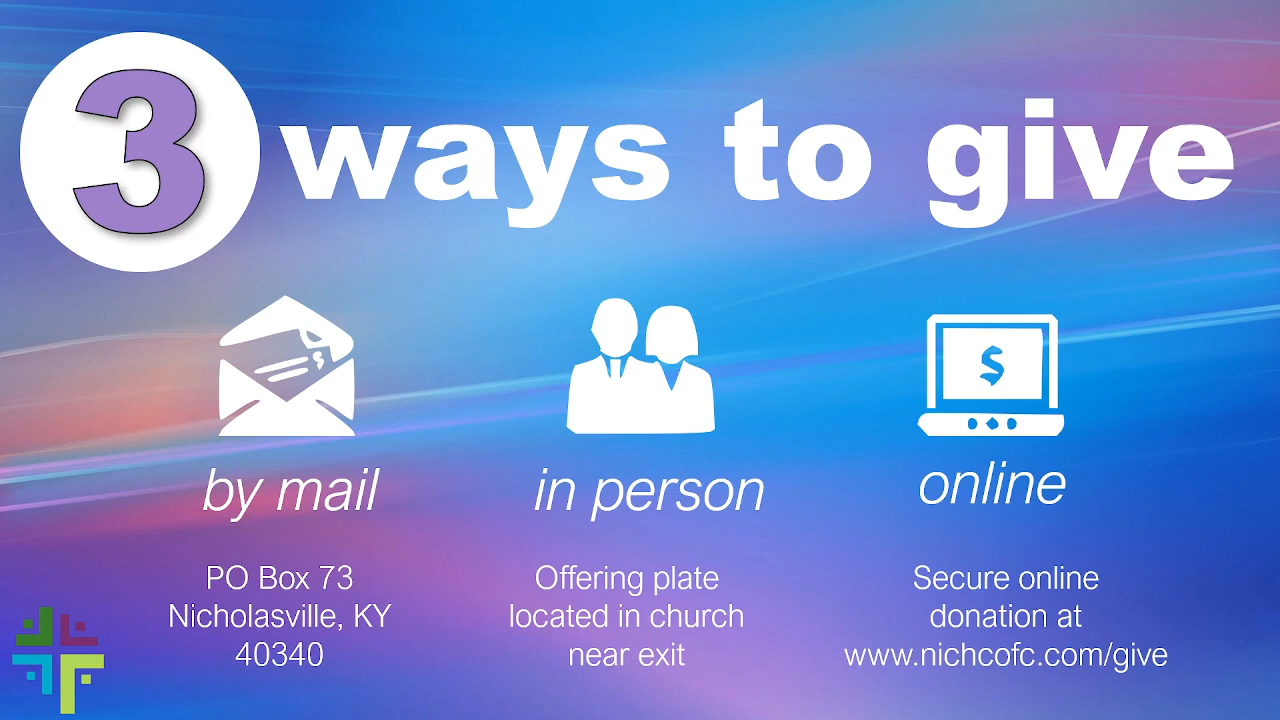 3 ways to give
by mail
PO Box 73
Nicholasville, KY
40340
in person
Offering plate
located in church
near exit
online
$
Secure online
donation at
www.nichcofc.com/give